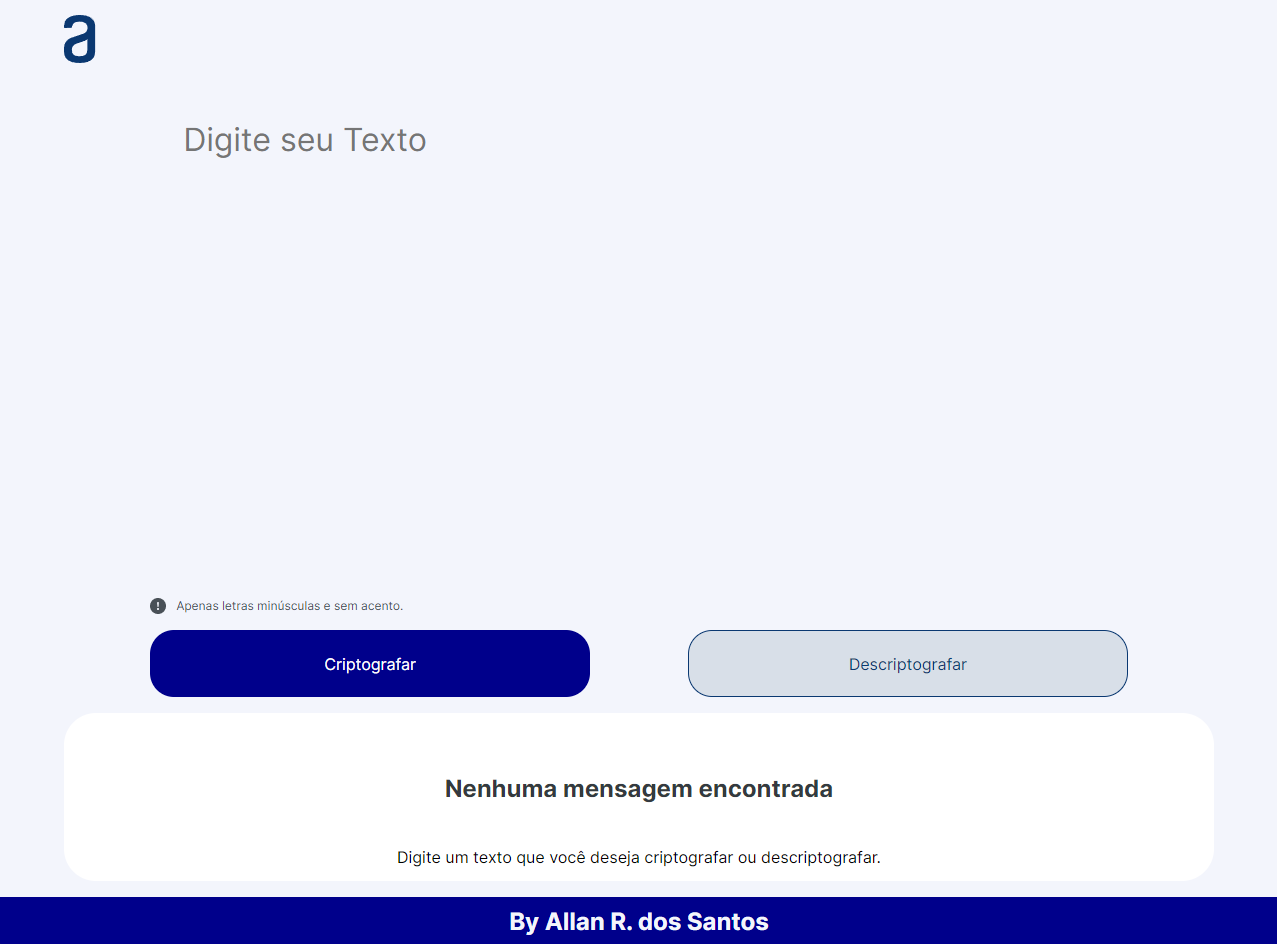 a
Digite seu Texto
Apenas letras minúsculas e sem acento.
Criptografar
Descriptografar
Nenhuma mensagem encontrada
Digite um texto que você deseja criptografar ou descriptografar.
By Allan R. dos Santos